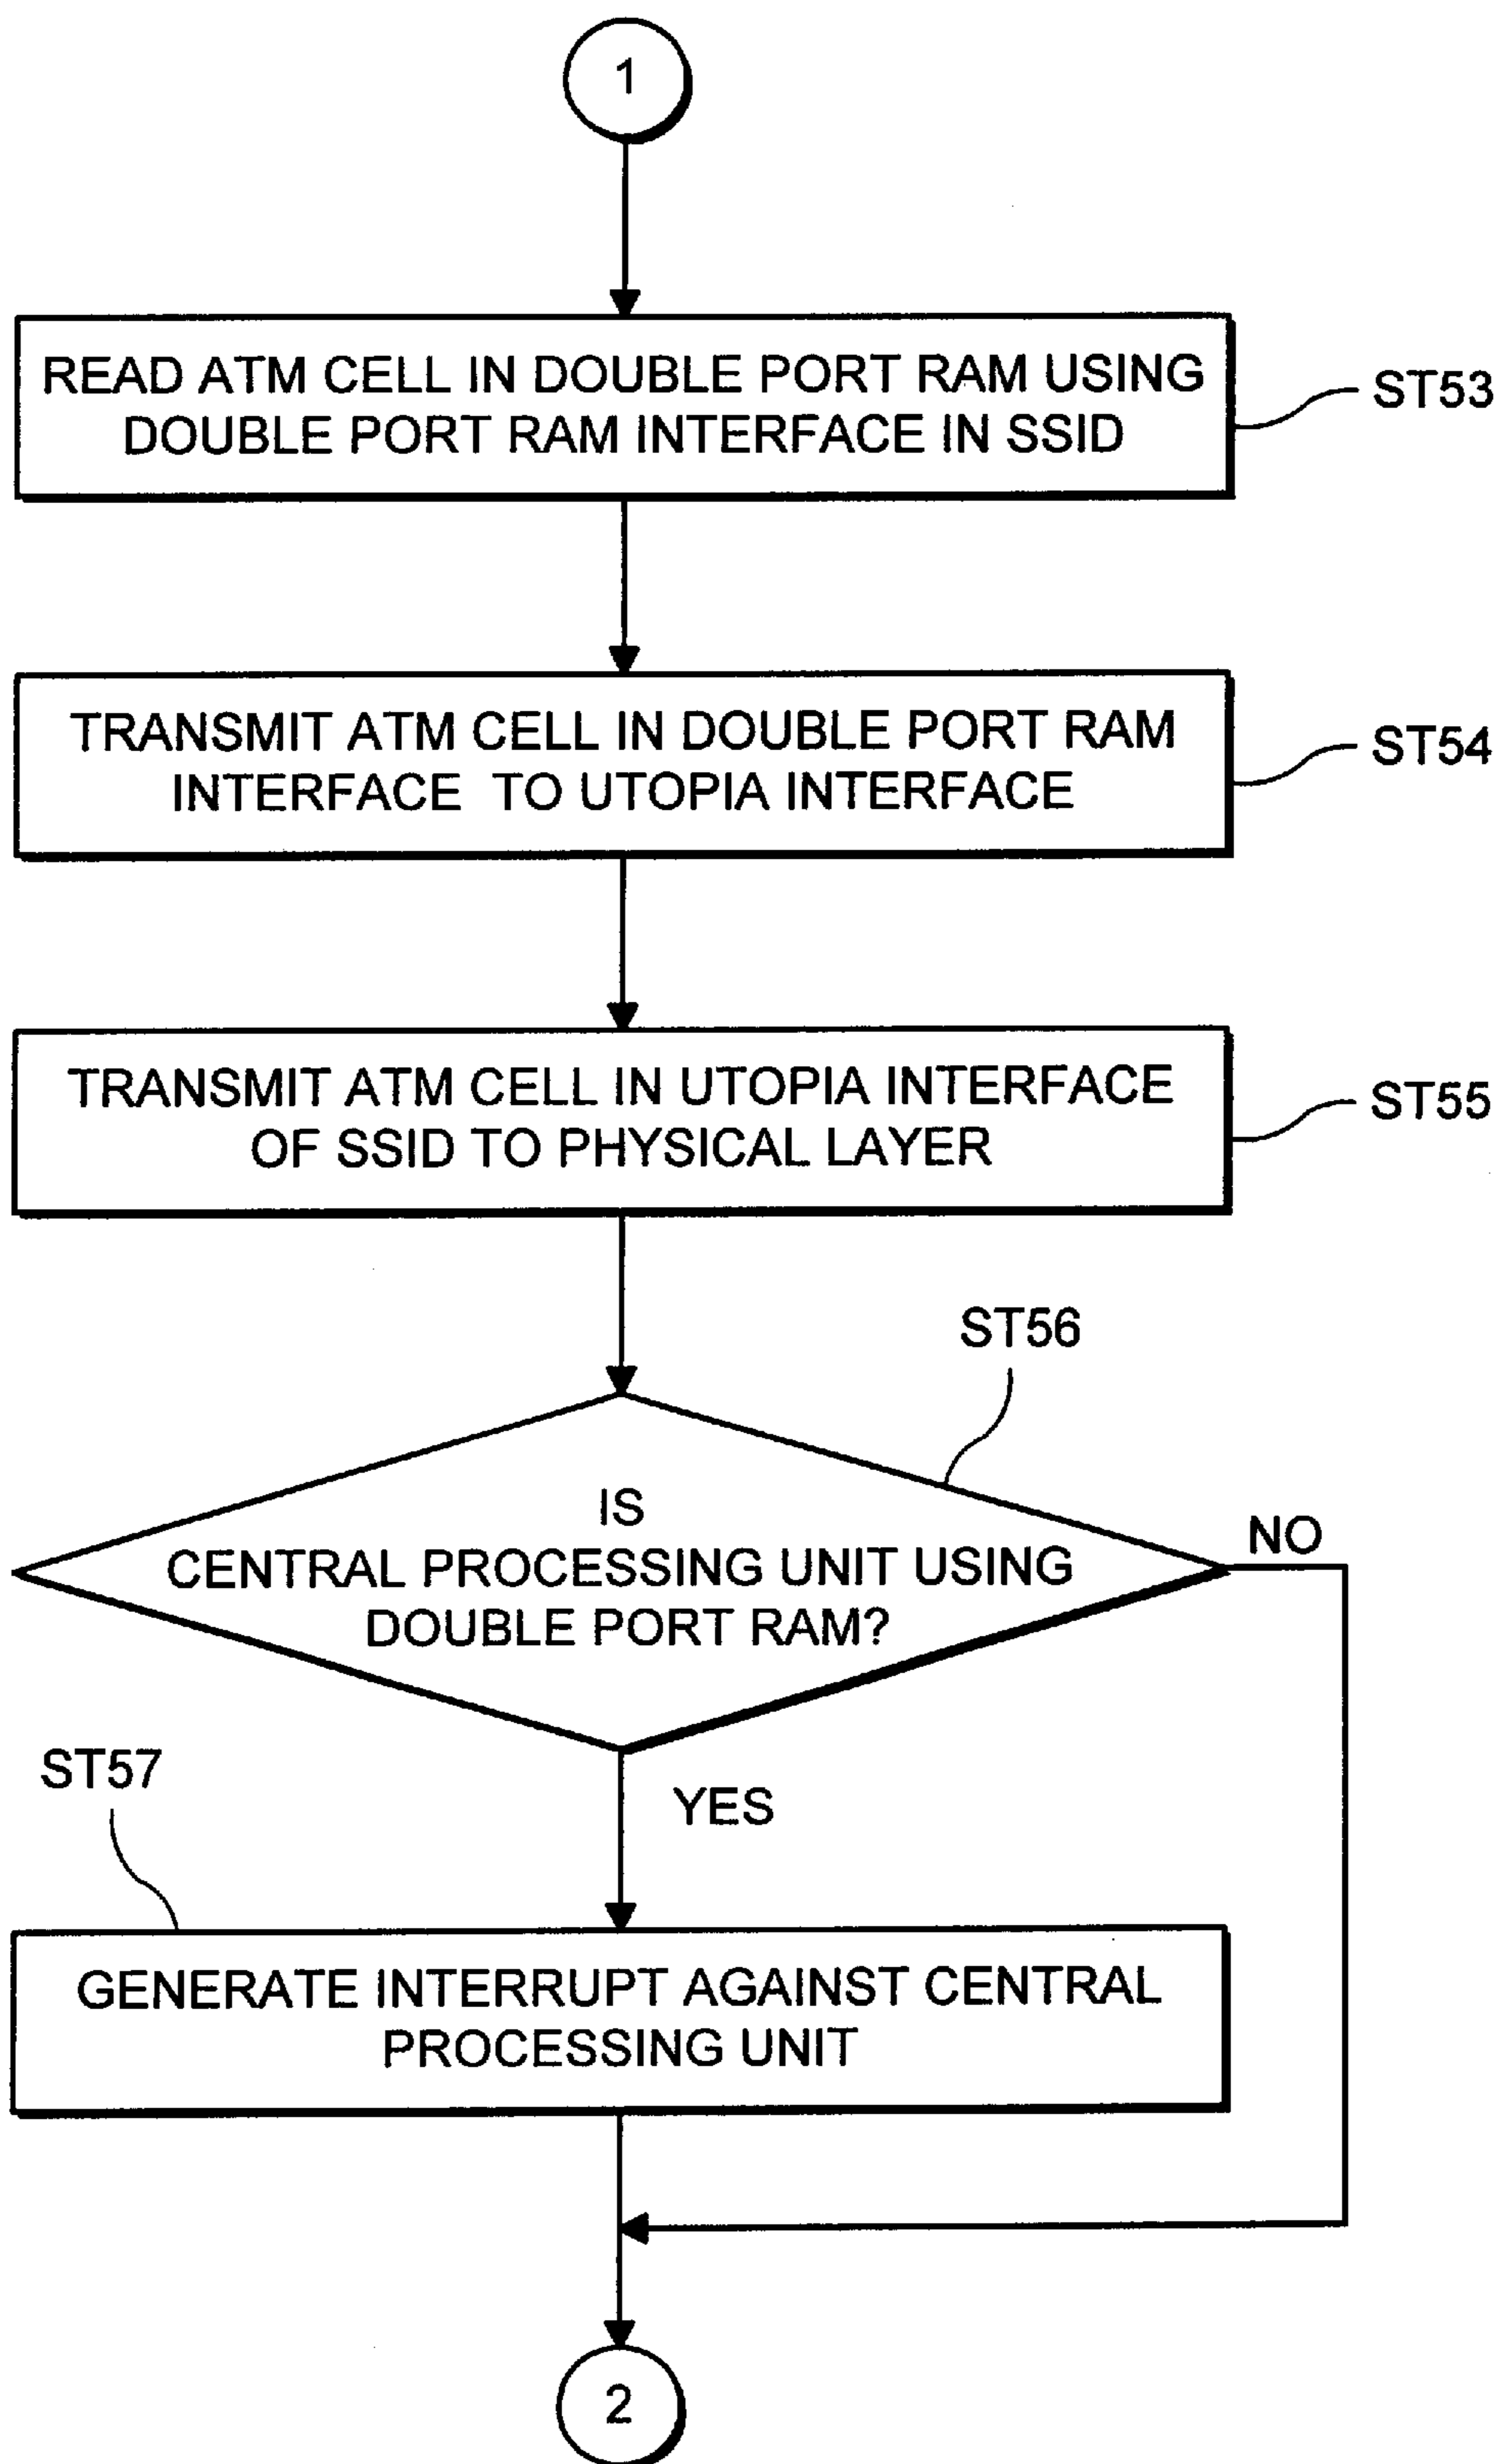 1
READ ATM CELL IN DOUBLE PORT RAM USING
DOUBLE PORT RAM INTERFACE IN SSID
ST53
TRANSMIT ATM CELL IN DOUBLE PORT RAM
INTERFACE TO UTOPIA INTERFACE
ST54
TRANSMIT ATM CELL IN UTOPIA INTERFACE
OF SSID TO PHYSICAL LAYER
ST55
ST56
IS
CENTRAL PROCESSING UNIT USING
DOUBLE PORT RAM?
NO
YES
ST57
GENERATE INTERRUPT AGAINST CENTRAL
PROCESSING UNIT
2